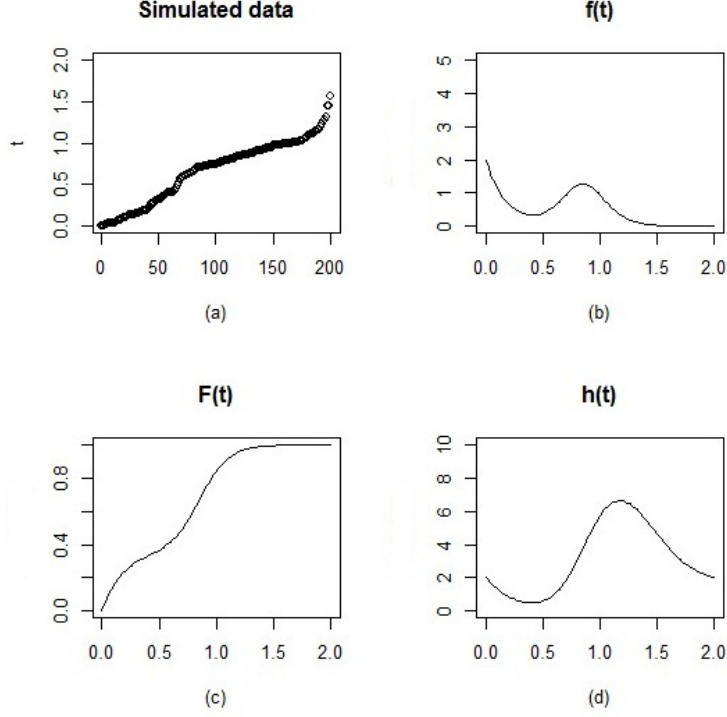 Simulated data
t
0.0 0.5 1.0 1.5 2.0
0 50 100 150 200
(a)
f(t)
0 1 2 3 4 5
0.0 0.5 1.0 1.5 2.0
(b)
F(t)
0.0 0.4 0.8
0.0 0.5 1.0 1.5 2.0
(c)
h(t)
0 2 4 6 8 10
0.0 0.5 1.0 1.5 2.0
(d)